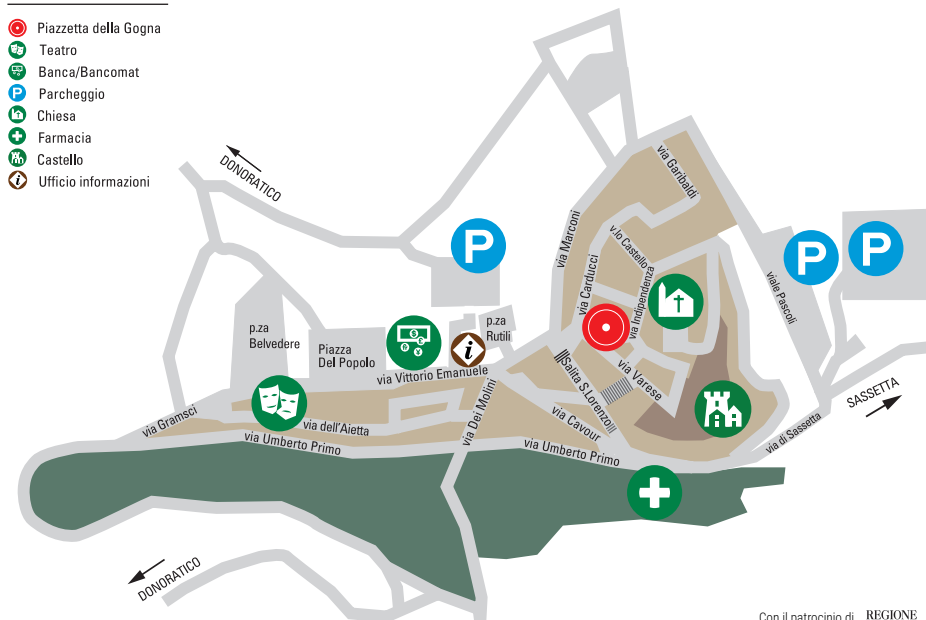 Piazzetta della Gogna
Teatro
Banca/Bancomat
P Parcheggio
Chiesa
Farmacia
Castello
i Ufficio informazioni
DONORATICO
via Garibaldi
via Marconi
v.lo Castello
P
P
P
via Carducci
via Indipendenza
viale Pascoli
p.za
Belvedere
Piazza
Del Popolo
$
€
¥
i
p.za
Rutili
via Vittorio Emanuele
via Varese
Salita S.Lorenzo
SASSETTA
via Gramsci
via dell'Aietta
via Dei Molini
via Cavour
via Umberto Primo
via Umberto Primo
via di Sassetta
DONORATICO
Con il patrocinio di
REGIONE